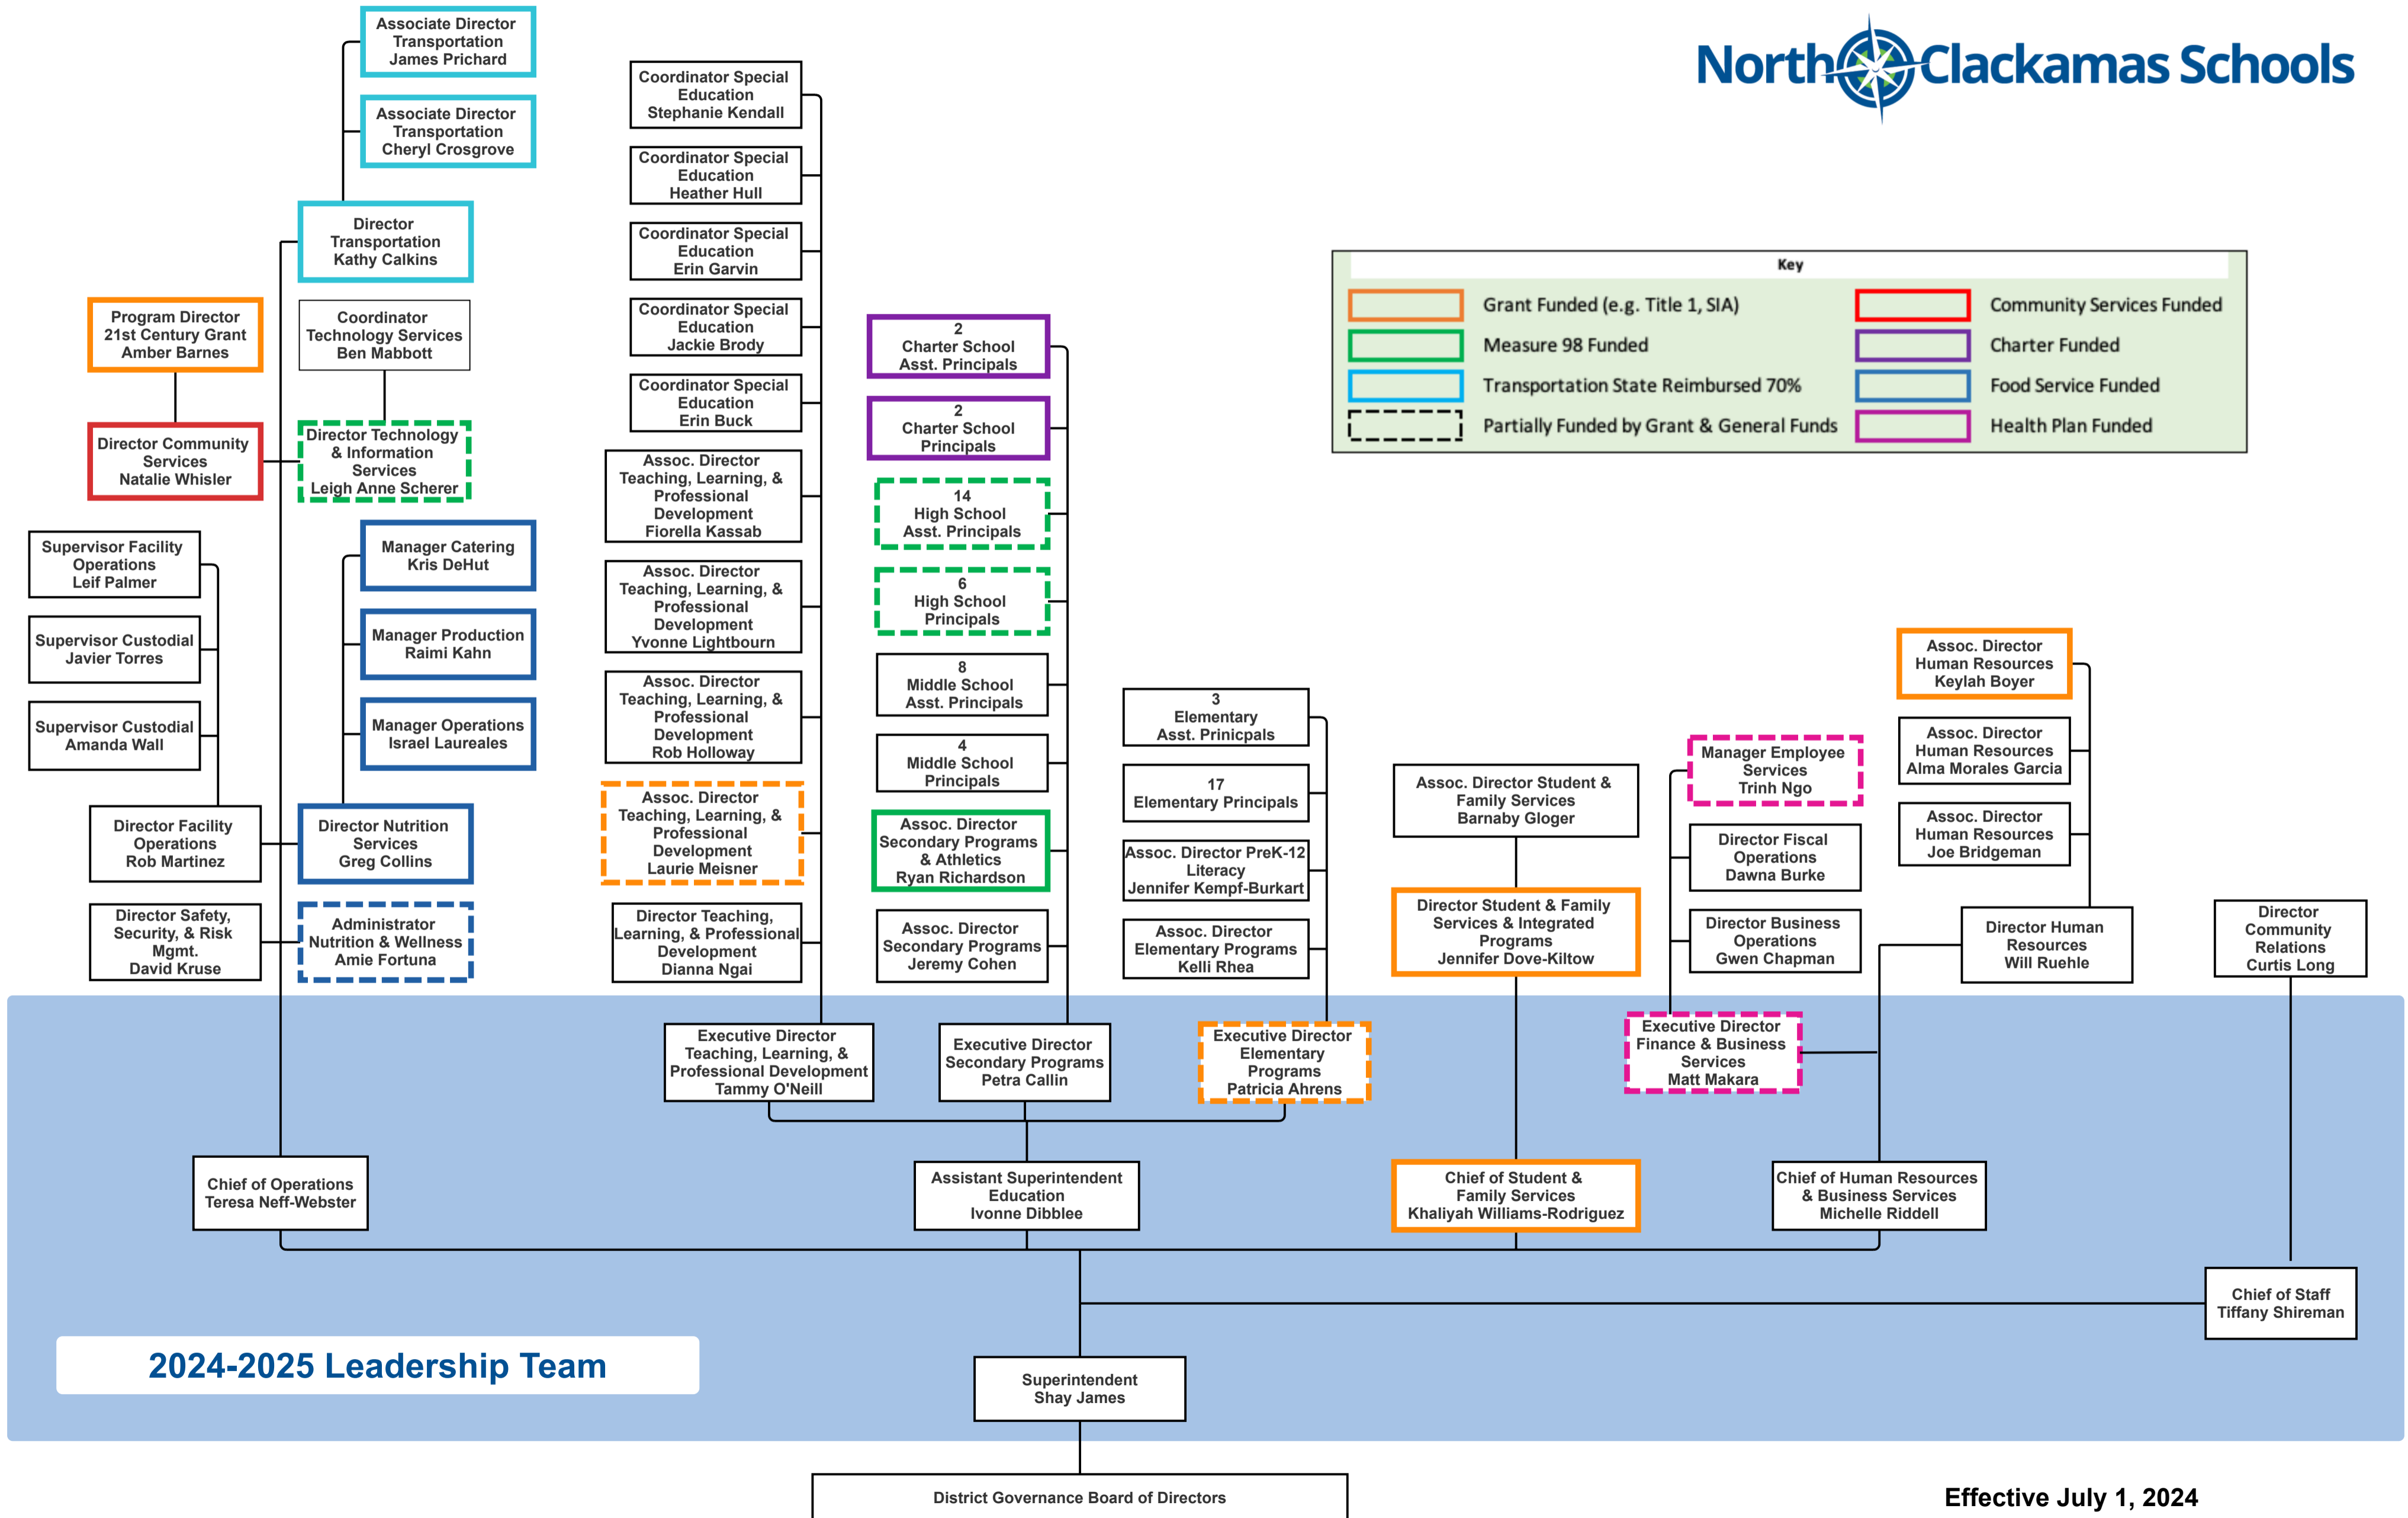 North Clackamas Schools
Associate Director
Transportation
James Prichard
Associate Director
Transportation
Cheryl Crosgrove
Director
Transportation
Kathy Calkins
Program Director
21st Century Grant
Amber Barnes
Coordinator
Technology Services
Ben Mabbott
Director Community
Services
Natalie Whisler
Director Technology
& Information
Services
Leigh Anne Scherer
Supervisor Facility
Operations
Leif Palmer
Supervisor Custodial
Javier Torres
Supervisor Custodial
Amanda Wall
Manager Catering
Kris DeHut
Manager Production
Raimi Kahn
Manager Operations
Israel Laureales
Director Facility
Operations
Rob Martinez
Director Nutrition
Services
Greg Collins
Director Safety,
Security, & Risk
Mgmt.
David Kruse
Administrator
Nutrition & Wellness
Amie Fortuna
Coordinator Special
Education
Stephanie Kendall
Coordinator Special
Education
Heather Hull
Coordinator Special
Education
Erin Garvin
Coordinator Special
Education
Jackie Brody
Coordinator Special
Education
Erin Buck
Assoc. Director
Teaching, Learning, &
Professional
Development
Fiorella Kassab
Assoc. Director
Teaching, Learning, &
Professional
Development
Yvonne Lightbourn
Assoc. Director
Teaching, Learning, &
Professional
Development
Rob Holloway
Assoc. Director
Teaching, Learning, &
Professional
Development
Laurie Meisner
Director Teaching,
Learning, & Professional
Development
Dianna Ngai
2
Charter School
Asst. Principals
2
Charter School
Principals
14
High School
Asst. Principals
6
High School
Principals
8
Middle School
Asst. Principals
4
Middle School
Principals
Assoc. Director
Secondary Programs
& Athletics
Ryan Richardson
Assoc. Director
Secondary Programs
Jeremy Cohen
3
Elementary
Asst. Prinicpals
17
Elementary Principals
Assoc. Director PreK-12
Literacy
Jennifer Kempf-Burkart
Assoc. Director
Elementary Programs
Kelli Rhea
Key
Grant Funded (e.g. Title 1, SIA)
Community Services Funded
Measure 98 Funded
Charter Funded
Transportation State Reimbursed 70%
Food Service Funded
Partially Funded by Grant & General Funds
Health Plan Funded
Assoc. Director Student &
Family Services
Barnaby Gloger
Director Student & Family
Services & Integrated
Programs
Jennifer Dove-Kiltow
Manager Employee
Services
Trinh Ngo
Director Fiscal
Operations
Dawna Burke
Director Business
Operations
Gwen Chapman
Assoc. Director
Human Resources
Keylah Boyer
Assoc. Director
Human Resources
Alma Morales Garcia
Assoc. Director
Human Resources
Joe Bridgeman
Director Human
Resources
Will Ruehle
Director
Community
Relations
Curtis Long
Executive Director
Teaching, Learning, &
Professional Development
Tammy O'Neill
Executive Director
Secondary Programs
Petra Callin
Executive Director
Elementary
Programs
Patricia Ahrens
Executive Director
Finance & Business
Services
Matt Makara
Chief of Operations
Teresa Neff-Webster
Assistant Superintendent
Education
Ivonne Dibblee
Chief of Student &
Family Services
Khaliyah Williams-Rodriguez
Chief of Human Resources
& Business Services
Michelle Riddell
Chief of Staff
Tiffany Shireman
2024-2025 Leadership Team
Superintendent
Shay James
District Governance Board of Directors
Effective July 1, 2024